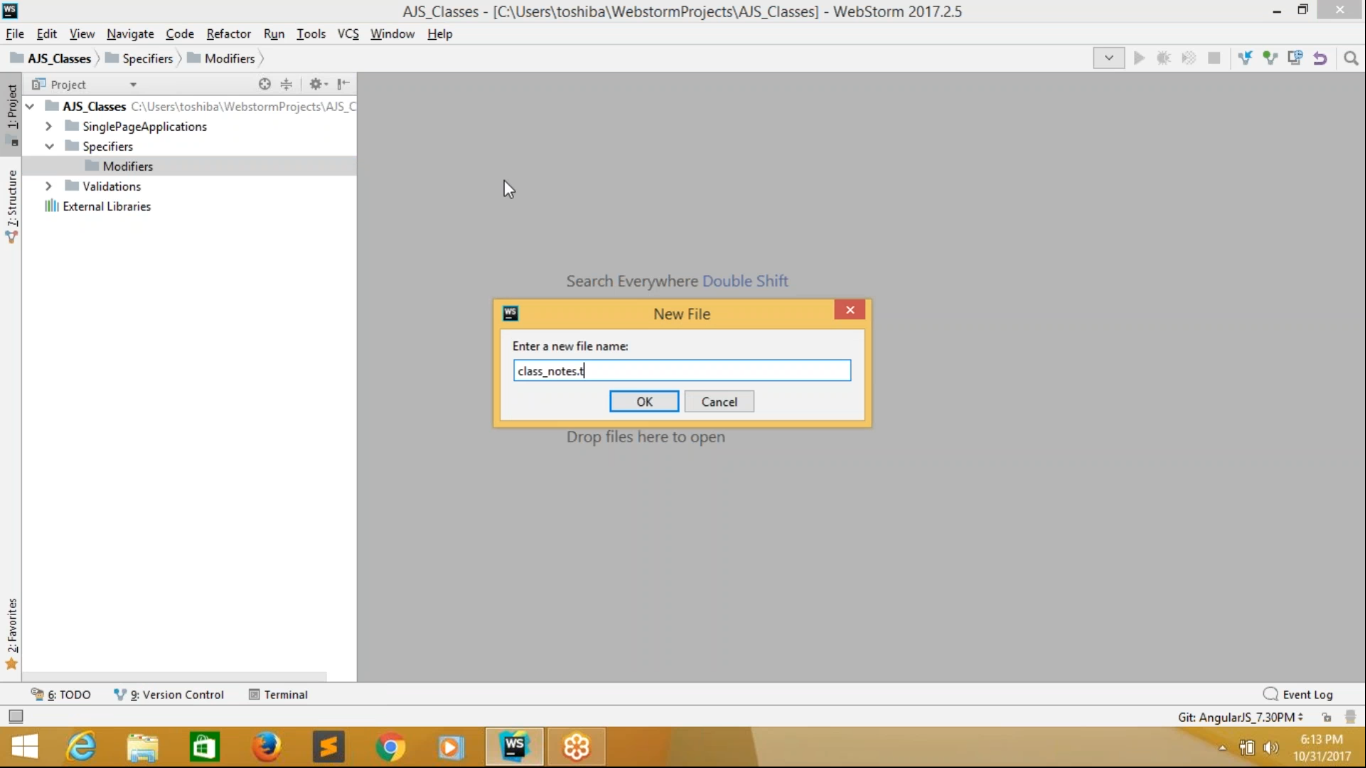 WS
AJS_Classes - [C:\Users\toshiba\WebstormProjects\AJS_Classes] - WebStorm 2017.2.5
File Edit View Navigate Code Refactor Run Tools VCS Window Help
AJS_Classes Specifiers Modifiers
1: Project
Project
AJS_Classes C:\Users\toshiba\WebstormProjects\AJS_C
SinglePageApplications
Specifiers
Modifiers
Validations
External Libraries
Z: Structure
Search Everywhere Double Shift
WS
New File
Enter a new file name:
class_notes.t
OK Cancel
Drop files here to open
2: Favorites
6: TODO 9: Version Control Terminal Event Log
Git: AngularJS_7.30PM
WS
6:13 PM
10/31/2017